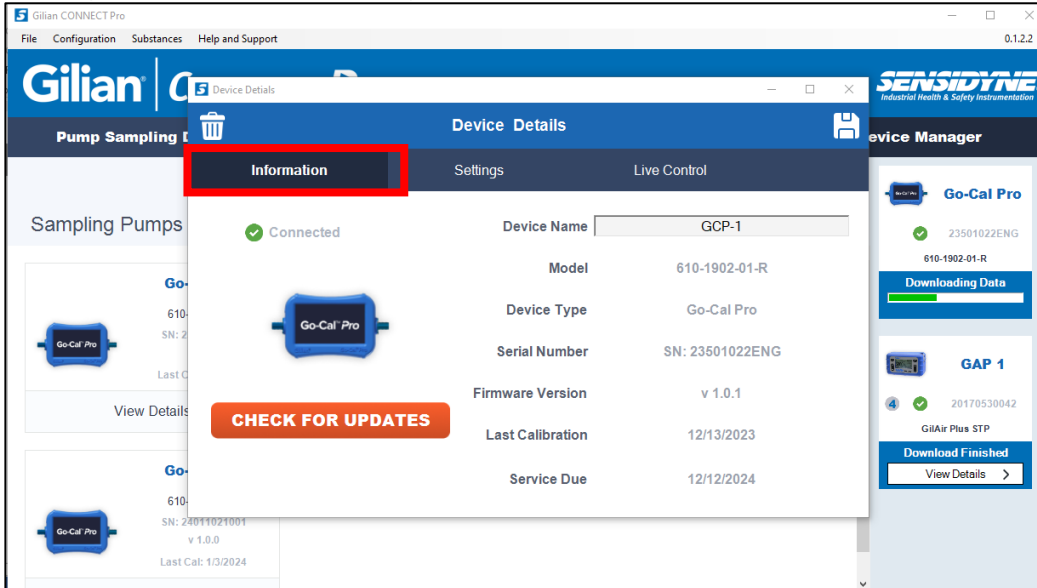 Gilian CONNECT Pro
File Configuration Substances Help and Support 0.1.2.2
Gilian
SENSIDYNE
Industrial Health & Safety Instrumentation
Device Detials
Device Details
Pump Sampling
evice Manager
Information Settings Live Control
Sampling Pumps
Connected
Device Name GCP-1
Model 610-1902-01-R
Device Type Go-Cal Pro
Serial Number SN: 23501022ENG
Firmware Version v 1.0.1
Last Calibration 12/13/2023
Service Due 12/12/2024
Go-Cal Pro
CHECK FOR UPDATES
Go-
610-
SN: 2
Last C
Go-Cal Pro
View Details
Go-
610-
SN: 24011021001
v 1.0.0
Last Cal: 1/3/2024
Go-Cal Pro
Go-Cal Pro
23501022ENG
610-1902-01-R
Downloading Data
GAP 1
4 20170530042
GilAir Plus STP
Download Finished
View Details